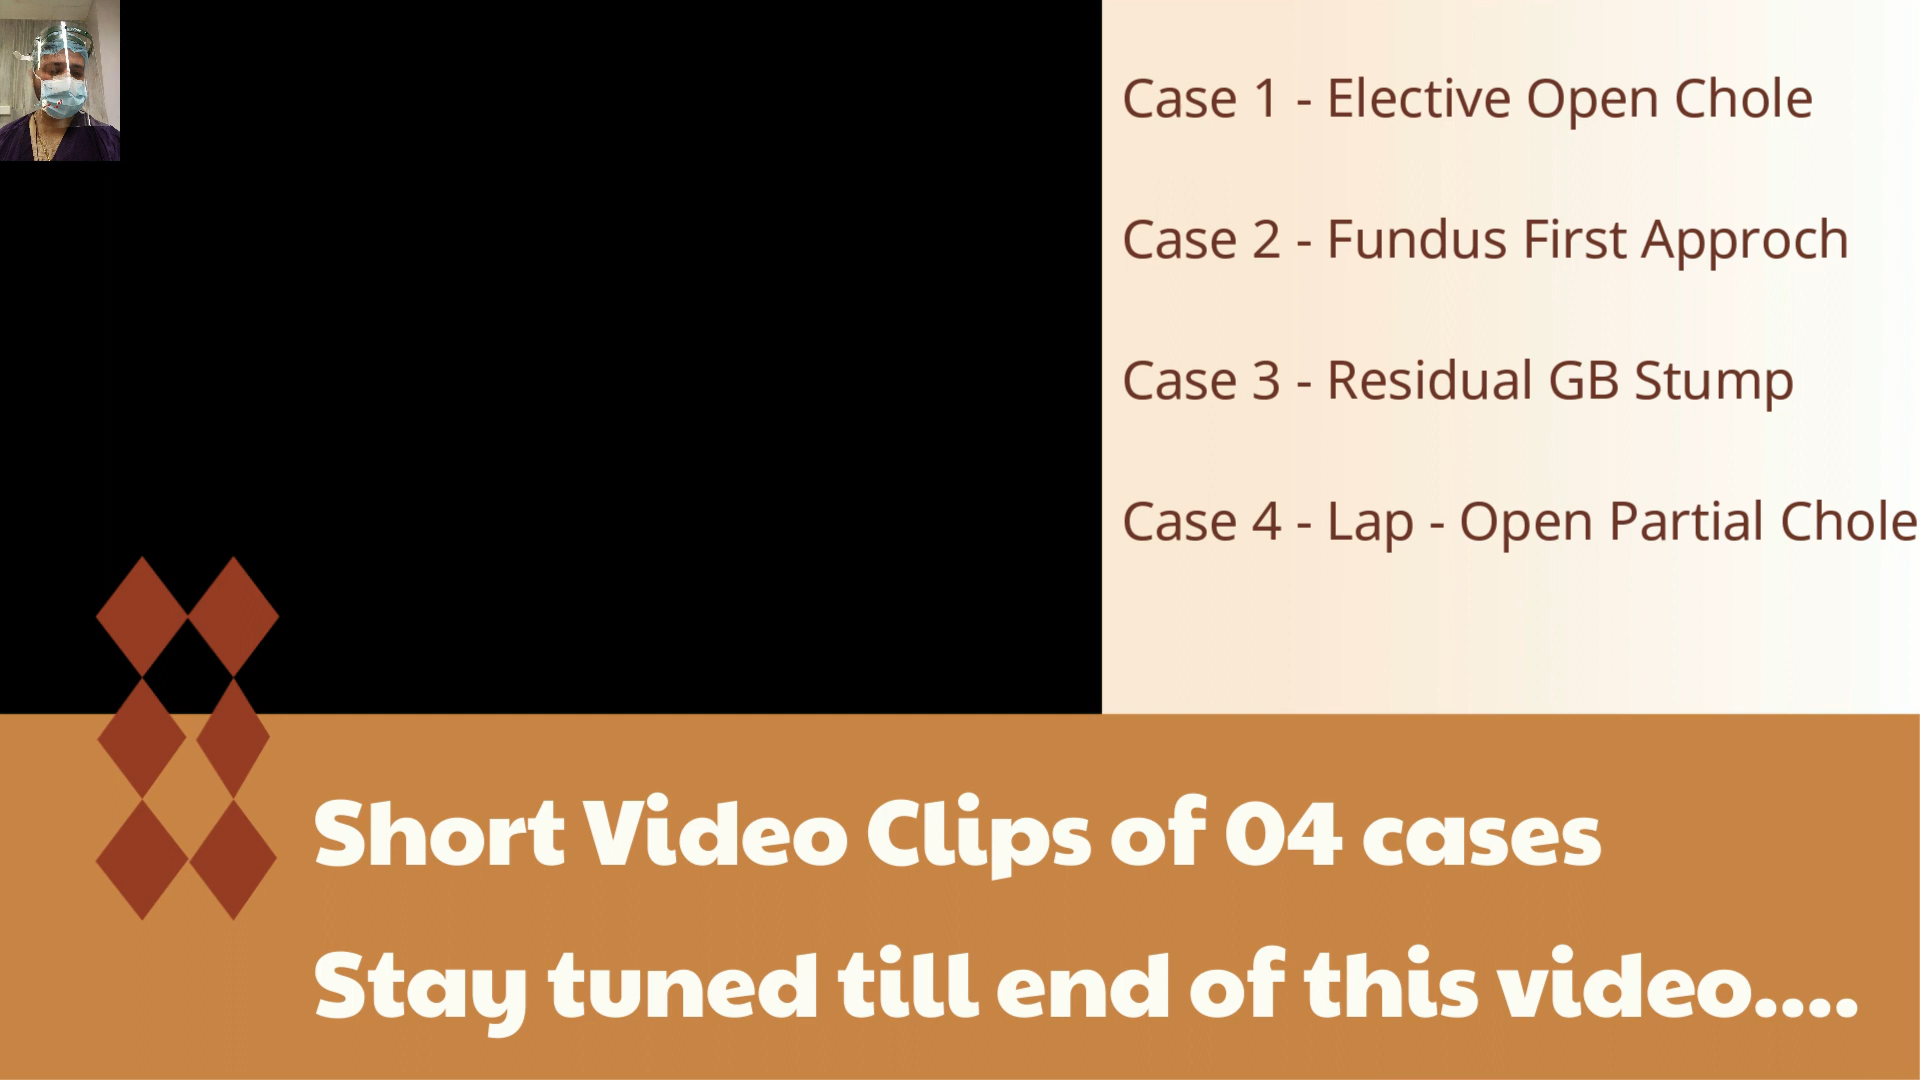 Case 1 - Elective Open Chole
Case 2 - Fundus First Approch
Case 3 - Residual GB Stump
Case 4 - Lap - Open Partial Chole
Short Video Clips of 04 cases
Stay tuned till end of this video....